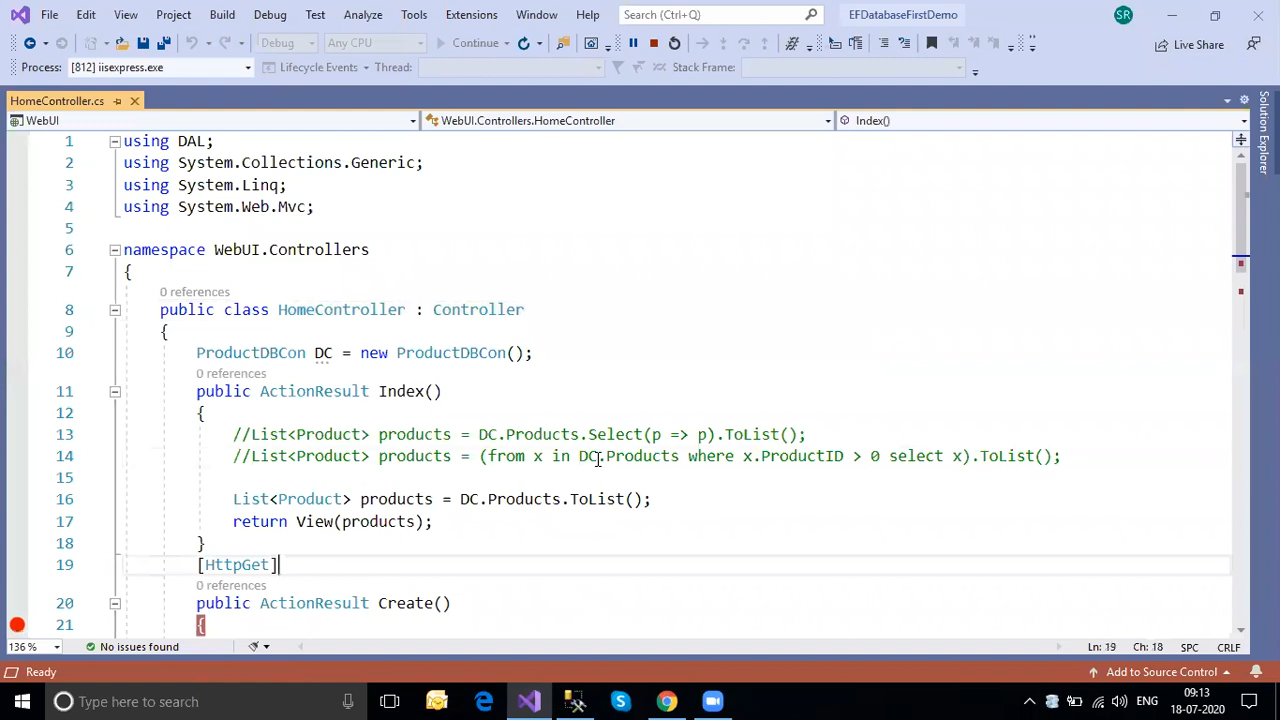 File Edit View Project Build Debug Test Analyze Tools Extensions Window Help Search (Ctrl+Q) EFDatabaseFirstDemo SR
Debug Any CPU Continue Live Share
Process: [812] iisexpress.exe Lifecycle Events Thread: Stack Frame:
HomeController.cs
WebUI WebUI.Controllers.HomeController Index()
Solution Explorer
1 using DAL;
2 using System.Collections.Generic;
3 using System.Linq;
4 using System.Web.Mvc;
5
6 namespace WebUI.Controllers
7 {
0 references
8 public class HomeController : Controller
9 {
10 ProductDBCon DC = new ProductDBCon();
0 references
11 public ActionResult Index()
12 {
13 //List<Product> products = DC.Products.Select(p => p).ToList();
14 //List<Product> products = (from x in DC.Products where x.ProductID > 0 select x).ToList();
15
16 List<Product> products = DC.Products.ToList();
17 return View(products);
18 }
19 [HttpGet]
0 references
20 public ActionResult Create()
21 {
136 % No issues found Ln: 19 Ch: 18 SPC CRLF
Ready Add to Source Control
Type here to search ENG 09:13
18-07-2020